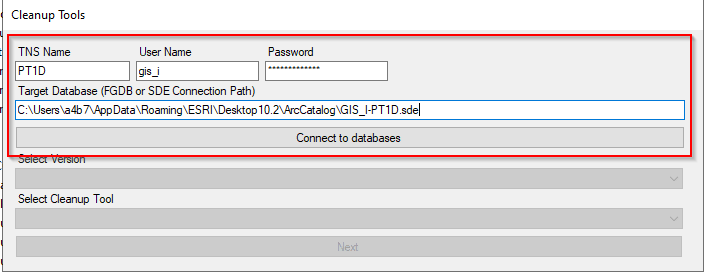 Cleanup Tools
TNS Name User Name Password
PT1D gis_i *************
Target Database (FGDB or SDE Connection Path)
C:\Users\a4b7\AppData\Roaming\ESRI\Desktop10.2\ArcCatalog\GIS_I-PT1D.sde
Connect to databases
Select Version
Select Cleanup Tool
Next